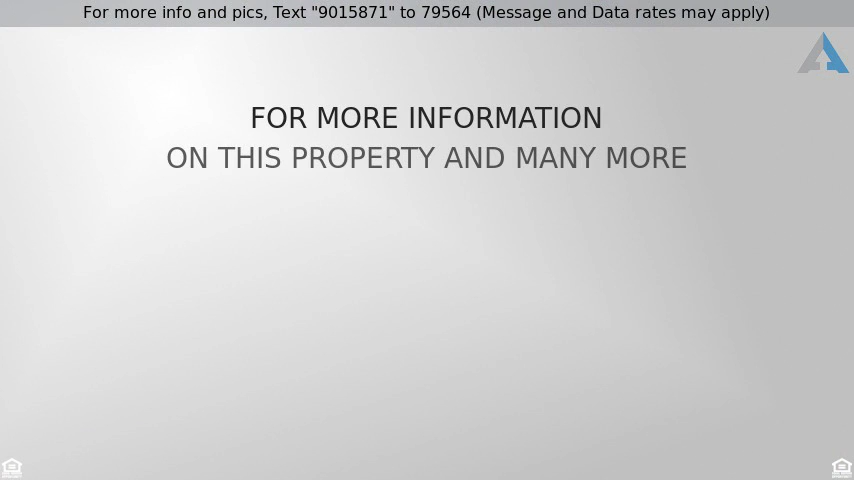 For more info and pics, Text "9015871" to 79564 (Message and Data rates may apply)
FOR MORE INFORMATION
ON THIS PROPERTY AND MANY MORE